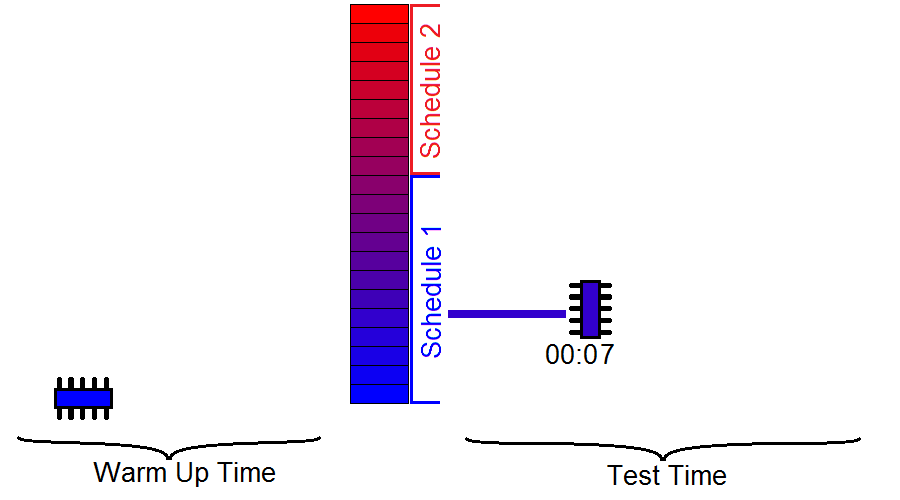 Schedule 2
Schedule 1
00:07
Warm Up Time
Test Time